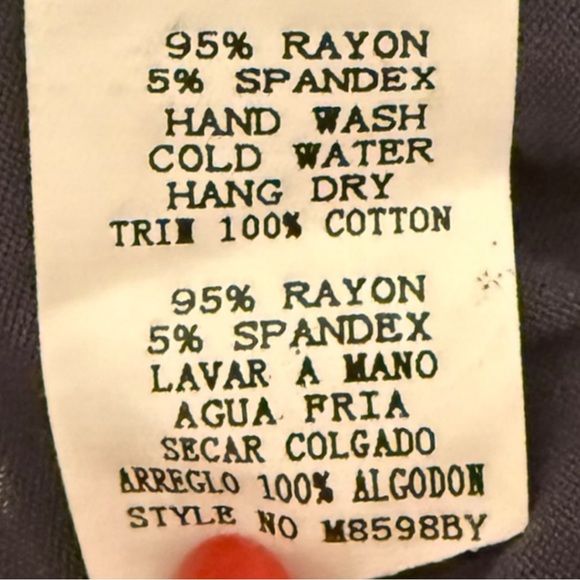 95% RAYON
5% SPANDEX
HAND WASH
COLD WATER
HANG DRY
TRIM 100% COTTON
95% RAYON
5% SPANDEX
LAVAR A MANO
AGUA FRIA
SECAR COLGADO
ARREGLO 100% ALGODON
STYLE NO M8598BY